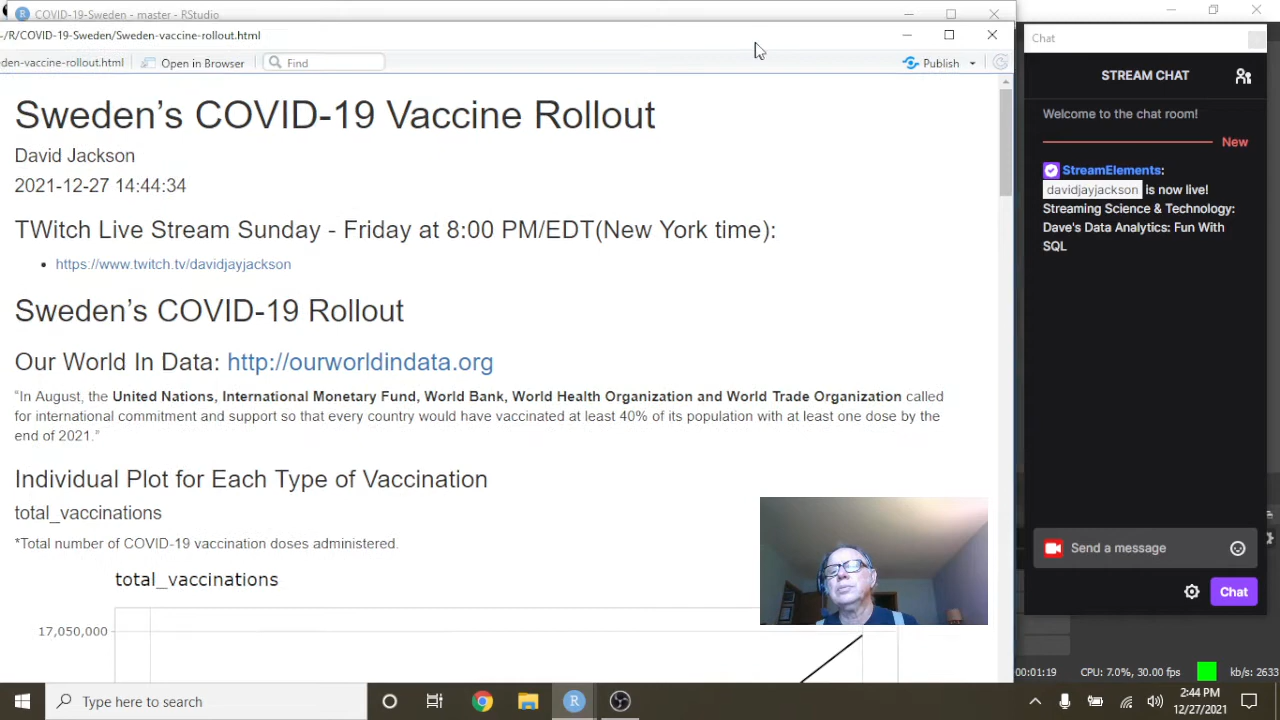 COVID-19-Sweden - master - RStudio
~/R/COVID-19-Sweden/Sweden-vaccine-rollout.html
den-vaccine-rollout.html
Open in Browser
Find
Publish
Sweden’s COVID-19 Vaccine Rollout
David Jackson
2021-12-27 14:44:34
TWitch Live Stream Sunday - Friday at 8:00 PM/EDT(New York time):
https://www.twitch.tv/davidjayjackson
Sweden’s COVID-19 Rollout
Our World In Data: http://ourworldindata.org
“In August, the United Nations, International Monetary Fund, World Bank, World Health Organization and World Trade Organization called
for international commitment and support so that every country would have vaccinated at least 40% of its population with at least one dose by the
end of 2021.”
Individual Plot for Each Type of Vaccination
total_vaccinations
*Total number of COVID-19 vaccination doses administered.
total_vaccinations
17,050,000
Chat
STREAM CHAT
Welcome to the chat room!
New
StreamElements:
davidjayjackson is now live!
Streaming Science & Technology:
Dave's Data Analytics: Fun With
SQL
Send a message
Chat
00:01:19 CPU: 7.0%, 30.00 fps kb/s: 2633
Type here to search
2:44 PM
12/27/2021